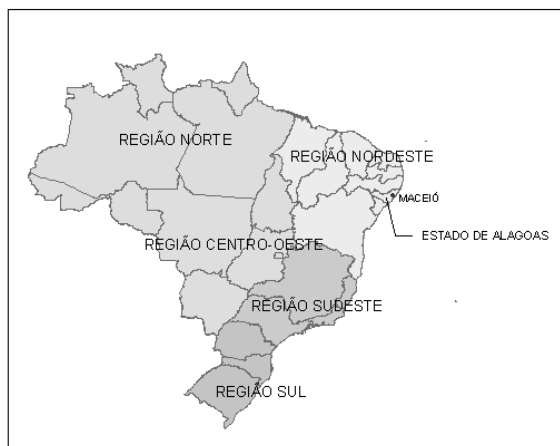 REGIÃO NORTE
REGIÃO NORDESTE
MACEIÓ
ESTADO DE ALAGOAS
REGIÃO CENTRO-OESTE
REGIÃO SUDESTE
REGIÃO SUL